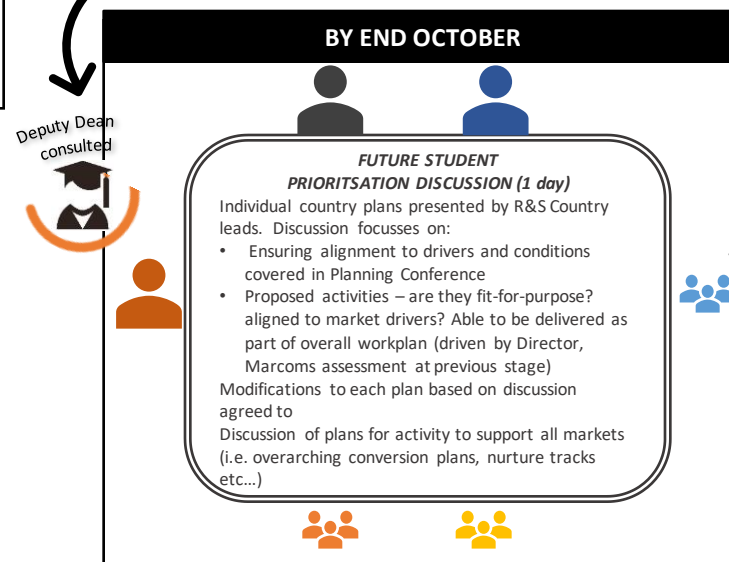 BY END OCTOBER
Deputy Dean
consulted
FUTURE STUDENT
PRIORITSATION DISCUSSION (1 day)
Individual country plans presented by R&S Country
leads. Discussion focusses on:
• Ensuring alignment to drivers and conditions
covered in Planning Conference
• Proposed activities – are they fit-for-purpose?
aligned to market drivers? Able to be delivered as
part of overall workplan (driven by Director,
Marcoms assessment at previous stage)
Modifications to each plan based on discussion
agreed to
Discussion of plans for activity to support all markets
(i.e. overarching conversion plans, nurture tracks
etc…)